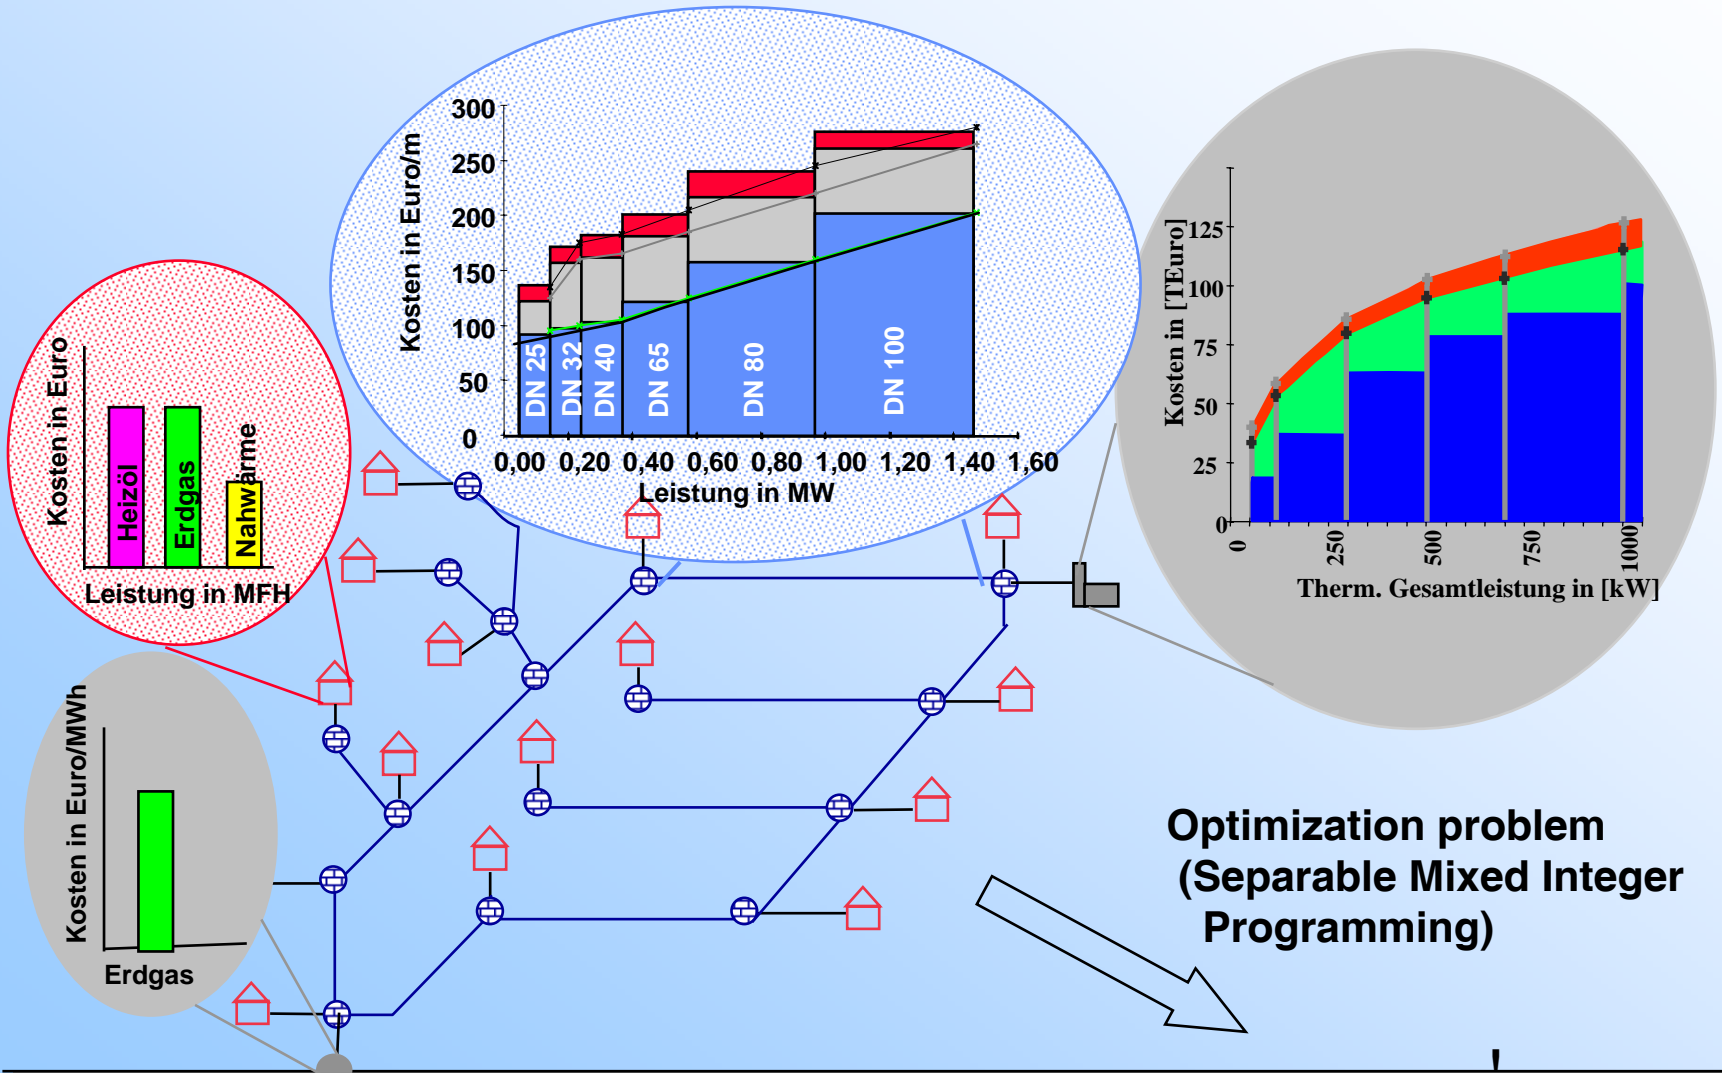 Kosten in Euro/m
300
250
200
150
100
50
0
DN 25
DN 32
DN 40
DN 65
DN 80
DN 100
0,00 0,20 0,40 0,60 0,80 1,00 1,20 1,40 1,60
Leistung in MW
Kosten in [TEuro]
125
100
75
50
25
0
0 250 500 750 1000
Therm. Gesamtleistung in [kW]
Kosten in Euro
Heizöl
Erdgas
Nahwärme
Leistung in MFH
Kosten in Euro/MWh
Erdgas
Optimization problem
(Separable Mixed Integer
Programming)